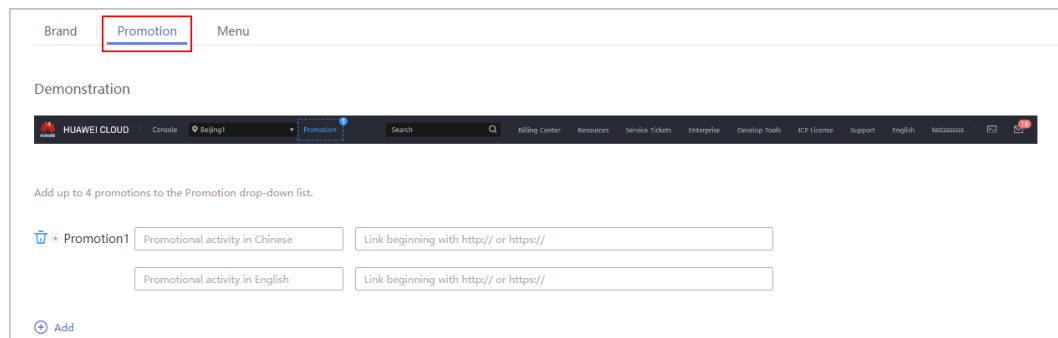 Brand Promotion Menu
Demonstration
HUAWEI HUAWEI CLOUD Console Beijing1 Promotion 1 Search Billing Center Resources Service Tickets Enterprise Develop Tools ICP License Support English testsssssss 18
Add up to 4 promotions to the Promotion drop-down list.
* Promotion1 Promotional activity in Chinese Link beginning with http:// or https://
Promotional activity in English Link beginning with http:// or https://
Add